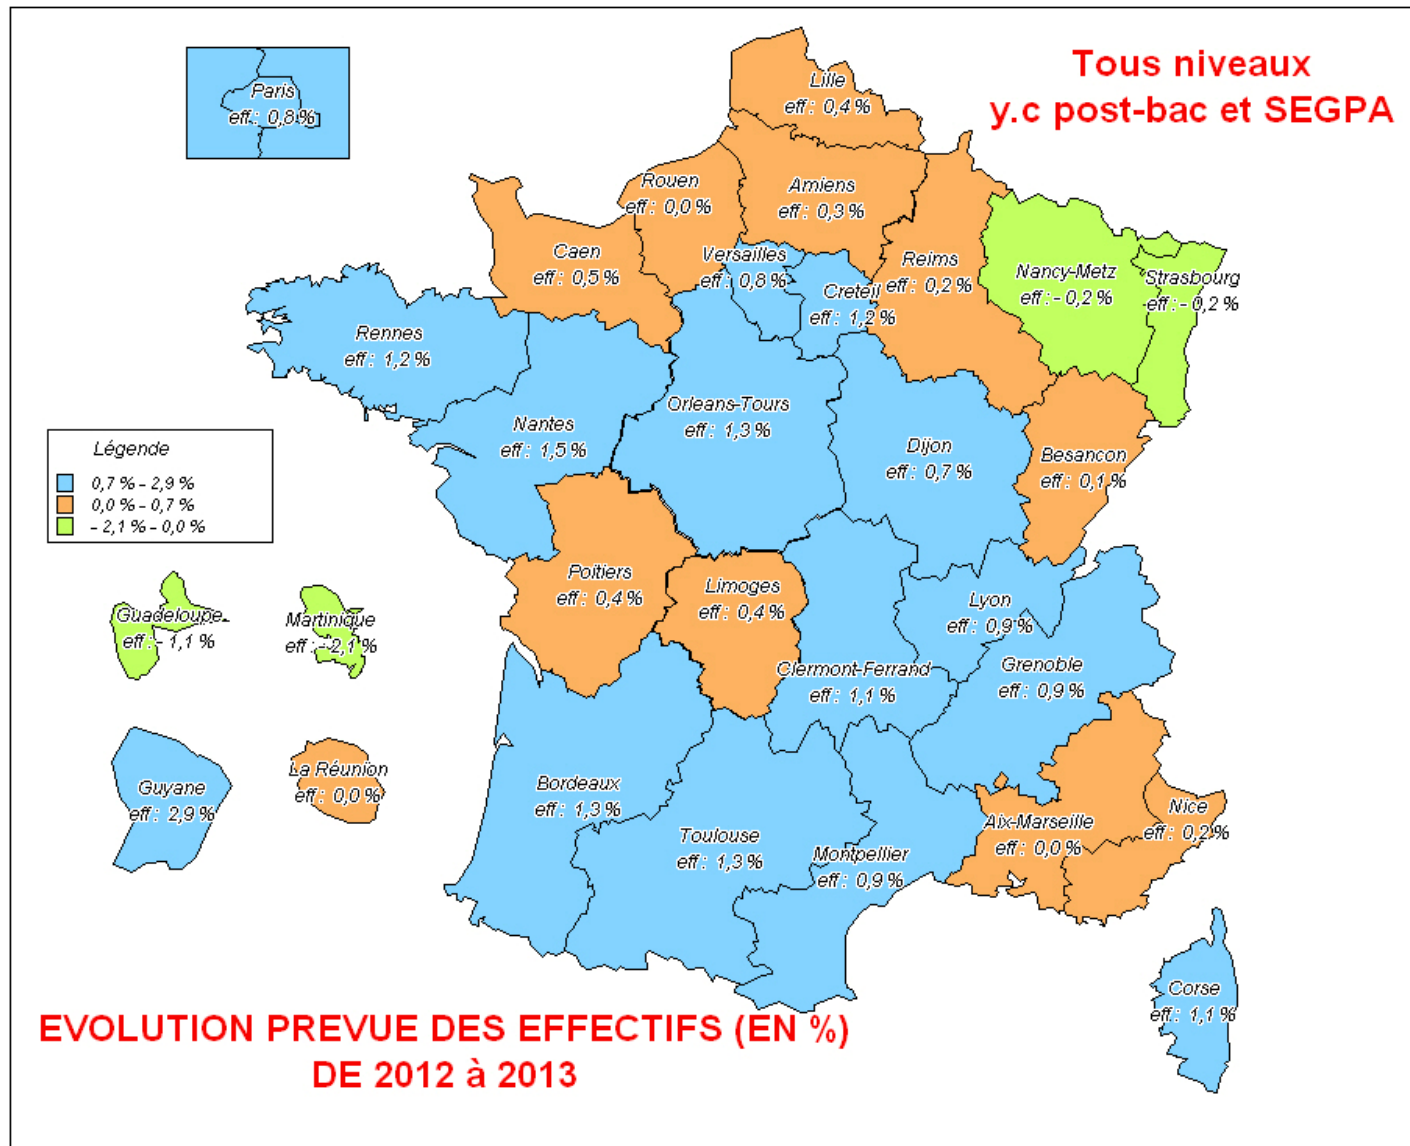 Tous niveaux
y.c post-bac et SEGPA
Paris
eff : 0,8 %
Lille
eff : 0,4 %
Rouen
eff : 0,0 %
Amiens
eff : 0,3 %
Caen
eff : 0,5 %
Versailles
eff : 0,8 %
Creteil
eff : 1,2 %
Reims
eff : 0,2 %
Nancy-Metz
eff : - 0,2 %
Strasbourg
eff : - 0,2 %
Rennes
eff : 1,2 %
Nantes
eff : 1,5 %
Orleans-Tours
eff : 1,3 %
Dijon
eff : 0,7 %
Besancon
eff : 0,1 %
Légende
0,7 % - 2,9 %
0,0 % - 0,7 %
- 2,1 % - 0,0 %
Poitiers
eff : 0,4 %
Limoges
eff : 0,4 %
Lyon
eff : 0,9 %
Clermont-Ferrand
eff : 1,1 %
Grenoble
eff : 0,9 %
Guadeloupe
eff : - 1,1 %
Martinique
eff : - 2,1 %
Guyane
eff : 2,9 %
La Réunion
eff : 0,0 %
Bordeaux
eff : 1,3 %
Toulouse
eff : 1,3 %
Montpellier
eff : 0,9 %
Aix-Marseille
eff : 0,0 %
Nice
eff : 0,2 %
Corse
eff : 1,1 %
EVOLUTION PREVUE DES EFFECTIFS (EN %)
DE 2012 à 2013